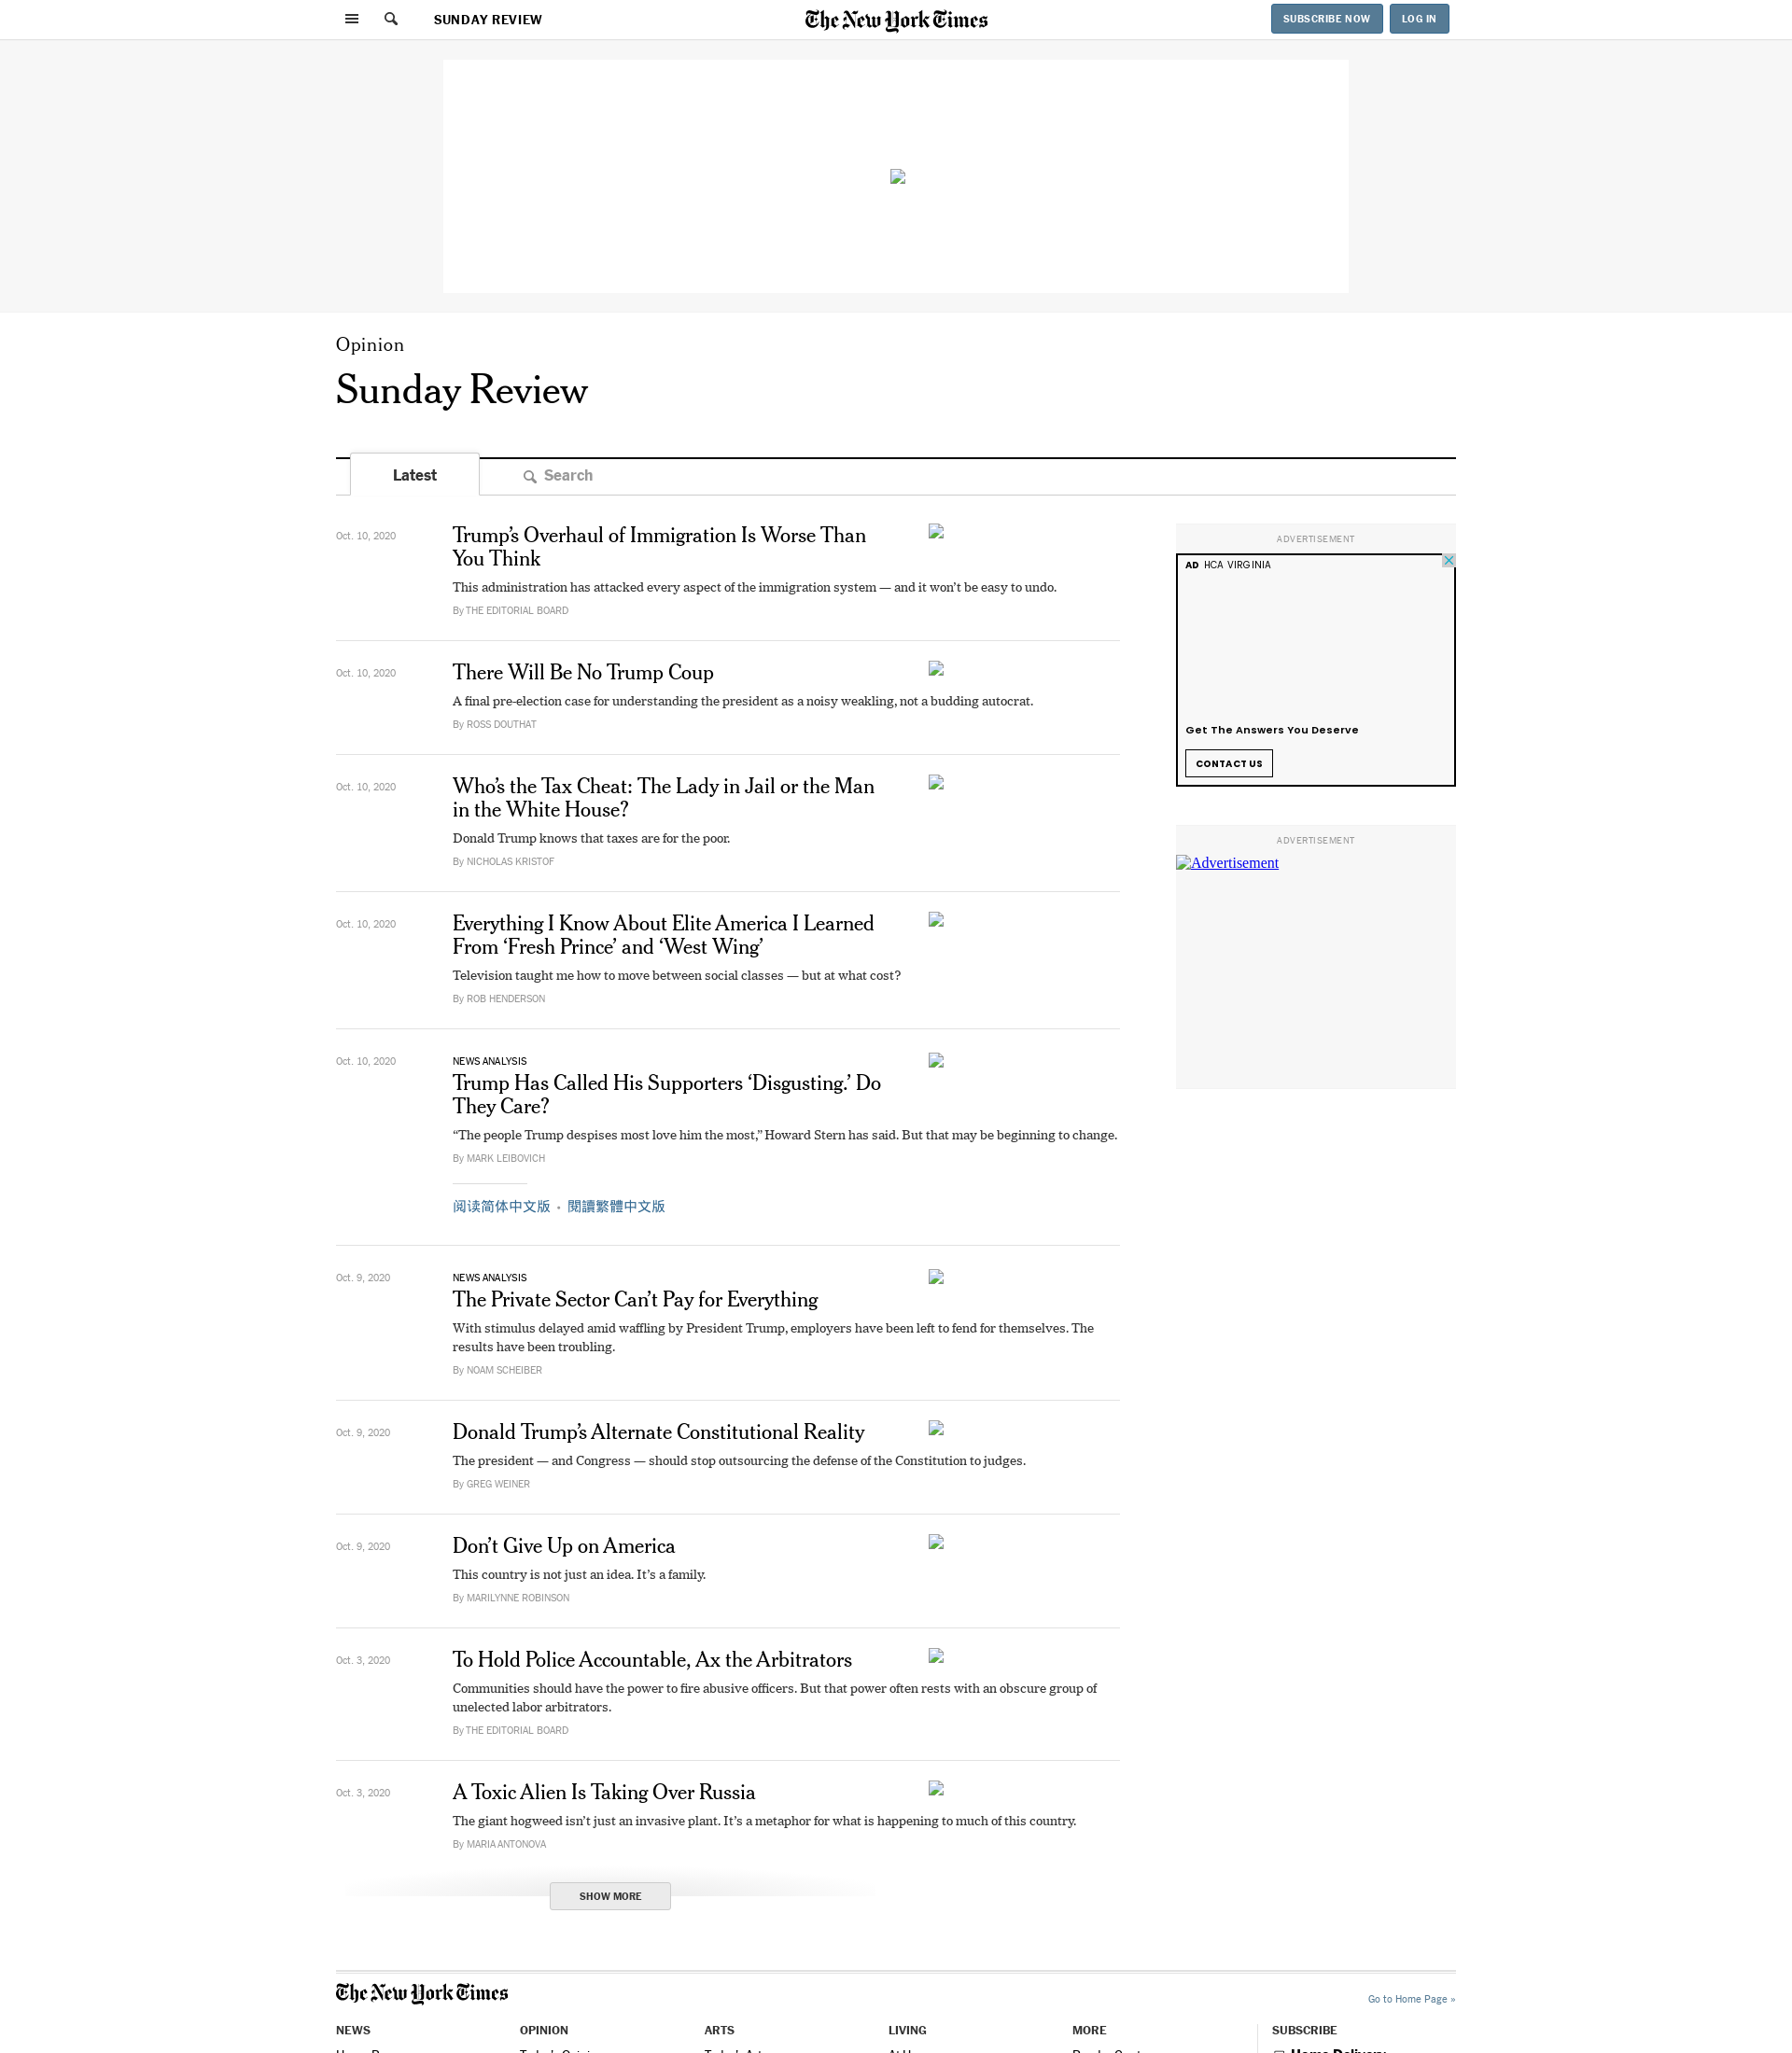 SUNDAY REVIEW
The New York Times
SUBSCRIBE NOW
LOG IN
Opinion
Sunday Review
Latest
Search
Oct. 10, 2020
Trump’s Overhaul of Immigration Is Worse Than
You Think
This administration has attacked every aspect of the immigration system — and it won’t be easy to undo.
By THE EDITORIAL BOARD
Oct. 10, 2020
There Will Be No Trump Coup
A final pre-election case for understanding the president as a noisy weakling, not a budding autocrat.
By ROSS DOUTHAT
Oct. 10, 2020
Who’s the Tax Cheat: The Lady in Jail or the Man
in the White House?
Donald Trump knows that taxes are for the poor.
By NICHOLAS KRISTOF
Oct. 10, 2020
Everything I Know About Elite America I Learned
From ‘Fresh Prince’ and ‘West Wing’
Television taught me how to move between social classes — but at what cost?
By ROB HENDERSON
Oct. 10, 2020
NEWS ANALYSIS
Trump Has Called His Supporters ‘Disgusting.’ Do
They Care?
“The people Trump despises most love him the most,” Howard Stern has said. But that may be beginning to change.
By MARK LEIBOVICH
阅读简体中文版 • 閱讀繁體中文版
Oct. 9, 2020
NEWS ANALYSIS
The Private Sector Can’t Pay for Everything
With stimulus delayed amid waffling by President Trump, employers have been left to fend for themselves. The
results have been troubling.
By NOAM SCHEIBER
Oct. 9, 2020
Donald Trump’s Alternate Constitutional Reality
The president — and Congress — should stop outsourcing the defense of the Constitution to judges.
By GREG WEINER
Oct. 9, 2020
Don’t Give Up on America
This country is not just an idea. It’s a family.
By MARILYNNE ROBINSON
Oct. 3, 2020
To Hold Police Accountable, Ax the Arbitrators
Communities should have the power to fire abusive officers. But that power often rests with an obscure group of
unelected labor arbitrators.
By THE EDITORIAL BOARD
Oct. 3, 2020
A Toxic Alien Is Taking Over Russia
The giant hogweed isn’t just an invasive plant. It’s a metaphor for what is happening to much of this country.
By MARIA ANTONOVA
SHOW MORE
ADVERTISEMENT
AD HCA VIRGINIA
Get The Answers You Deserve
CONTACT US
ADVERTISEMENT
Advertisement
The New York Times
Go to Home Page »
NEWS
OPINION
ARTS
LIVING
MORE
SUBSCRIBE
Home Delivery